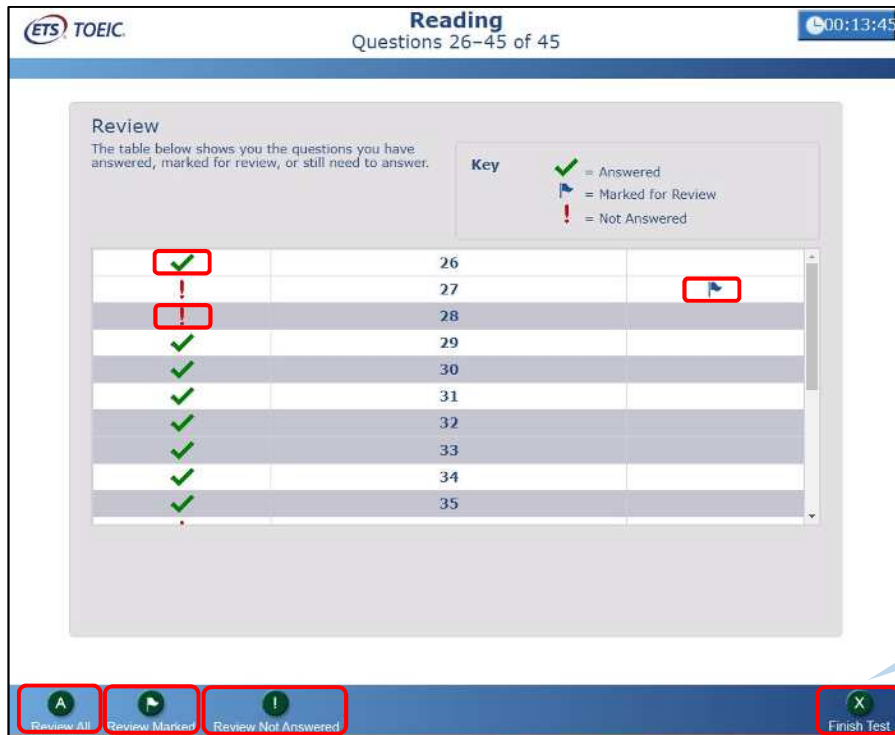 ETS TOEIC.
Reading
Questions 26–45 of 45
00:13:45
Review
The table below shows you the questions you have
answered, marked for review, or still need to answer.
Key
= Answered
= Marked for Review
! = Not Answered
26
! 27
! 28
29
30
31
32
33
34
35
A
Review All
Review Marked
!
Review Not Answered
X
Finish Test